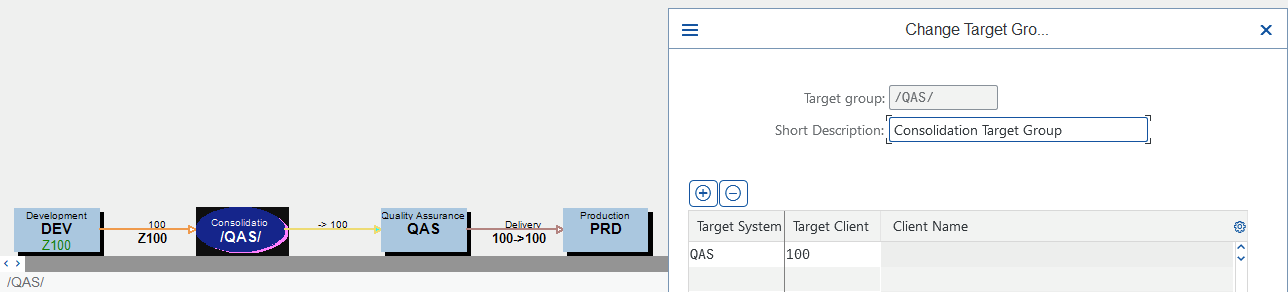 Change Target Gro...
Target group: /QAS/
Short Description: Consolidation Target Group
Target System Target Client Client Name
QAS 100
Development
DEV
Z100
100
Z100
Consolidatio
/QAS/
-> 100
Quality Assurance
QAS
Delivery
100->100
Production
PRD
/QAS/